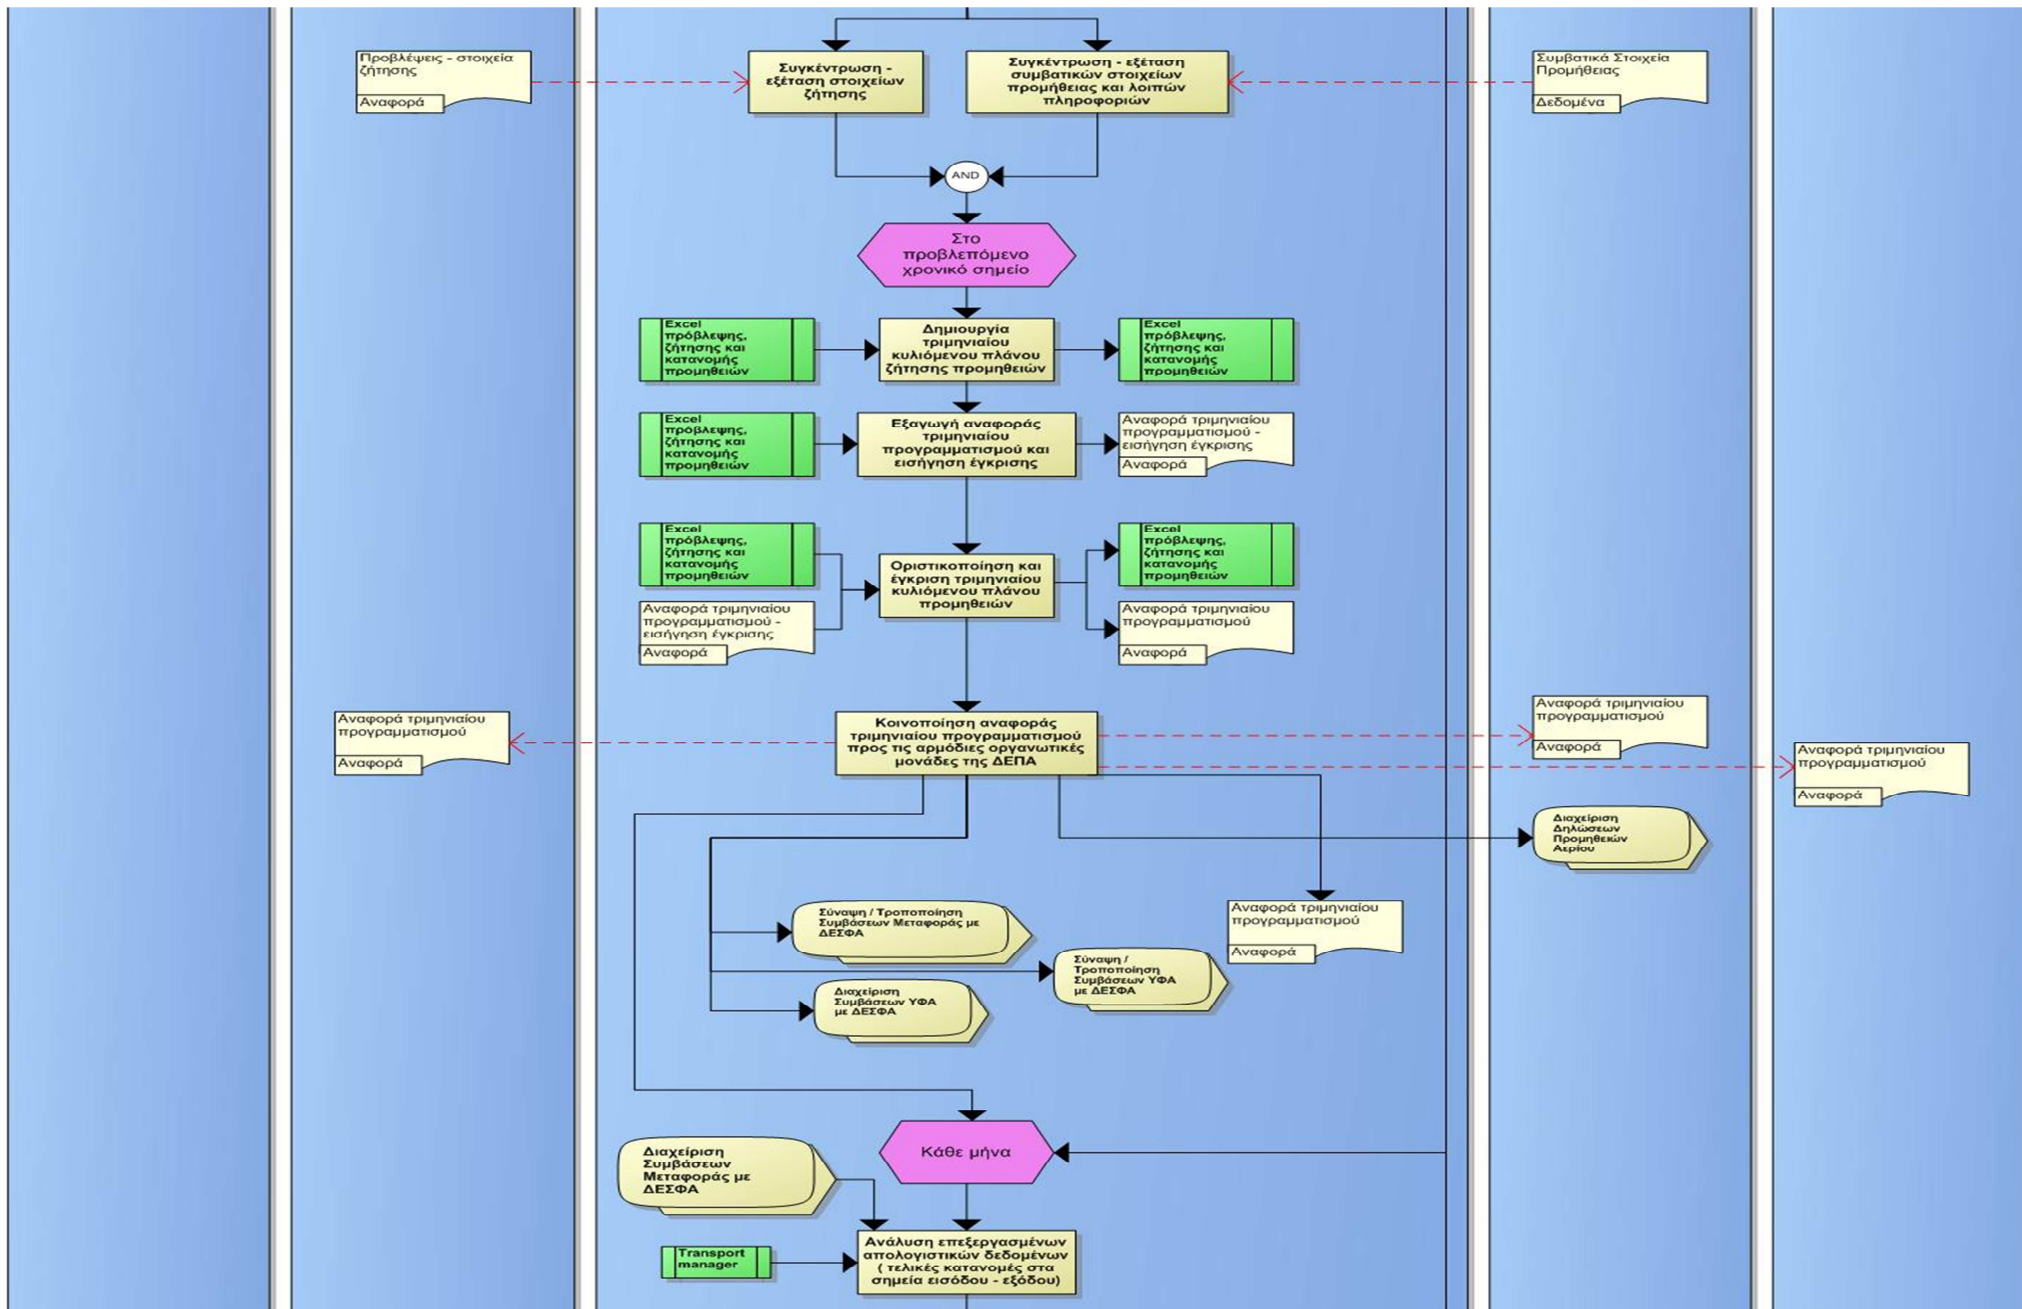 Προβλέψεις - στοιχεία
ζήτησης
Αναφορά
Συγκέντρωση -
εξέταση στοιχείων
ζήτησης
Συγκέντρωση - εξέταση
συμβατικών στοιχείων
προμήθειας και λοιπών
πληροφοριών
Συμβατικά Στοιχεία
Προμήθειας
Δεδομένα
AND
Στο
προβλεπόμενο
χρονικό σημείο
Excel
πρόβλεψης,
ζήτησης και
κατανομής
προμηθειών
Δημιουργία
τριμηνιαίου
κυλιόμενου πλάνου
ζήτησης προμηθειών
Excel
πρόβλεψης,
ζήτησης και
κατανομής
προμηθειών
Excel
πρόβλεψης,
ζήτησης και
κατανομής
προμηθειών
Εξαγωγή αναφοράς
τριμηνιαίου
προγραμματισμού και
εισήγηση έγκρισης
Αναφορά τριμηνιαίου
προγραμματισμού -
εισήγηση έγκρισης
Αναφορά
Excel
πρόβλεψης,
ζήτησης και
κατανομής
προμηθειών
Αναφορά τριμηνιαίου
προγραμματισμού -
εισήγηση έγκρισης
Αναφορά
Οριστικοποίηση και
έγκριση τριμηνιαίου
κυλιόμενου πλάνου
προμηθειών
Excel
πρόβλεψης,
ζήτησης και
κατανομής
προμηθειών
Αναφορά τριμηνιαίου
προγραμματισμού
Αναφορά
Αναφορά τριμηνιαίου
προγραμματισμού
Αναφορά
Κοινοποίηση αναφοράς
τριμηνιαίου προγραμματισμού
προς τις αρμόδιες οργανωτικές
μονάδες της ΔΕΠΑ
Αναφορά τριμηνιαίου
προγραμματισμού
Αναφορά
Αναφορά τριμηνιαίου
προγραμματισμού
Αναφορά
Διαχείριση
Δηλώσεων
Προμηθειών
Αερίου
Σύναψη / Τροποποίηση
Συμβάσεων Μεταφοράς με
ΔΕΣΦΑ
Αναφορά τριμηνιαίου
προγραμματισμού
Αναφορά
Σύναψη /
Τροποποίηση
Συμβάσεων ΥΦΑ
με ΔΕΣΦΑ
Διαχείριση
Συμβάσεων ΥΦΑ
με ΔΕΣΦΑ
Κάθε μήνα
Διαχείριση
Συμβάσεων
Μεταφοράς με
ΔΕΣΦΑ
Transport
manager
Ανάλυση επεξεργασμένων
απολογιστικών δεδομένων
( τελικές κατανομές στα
σημεία εισόδου - εξόδου)